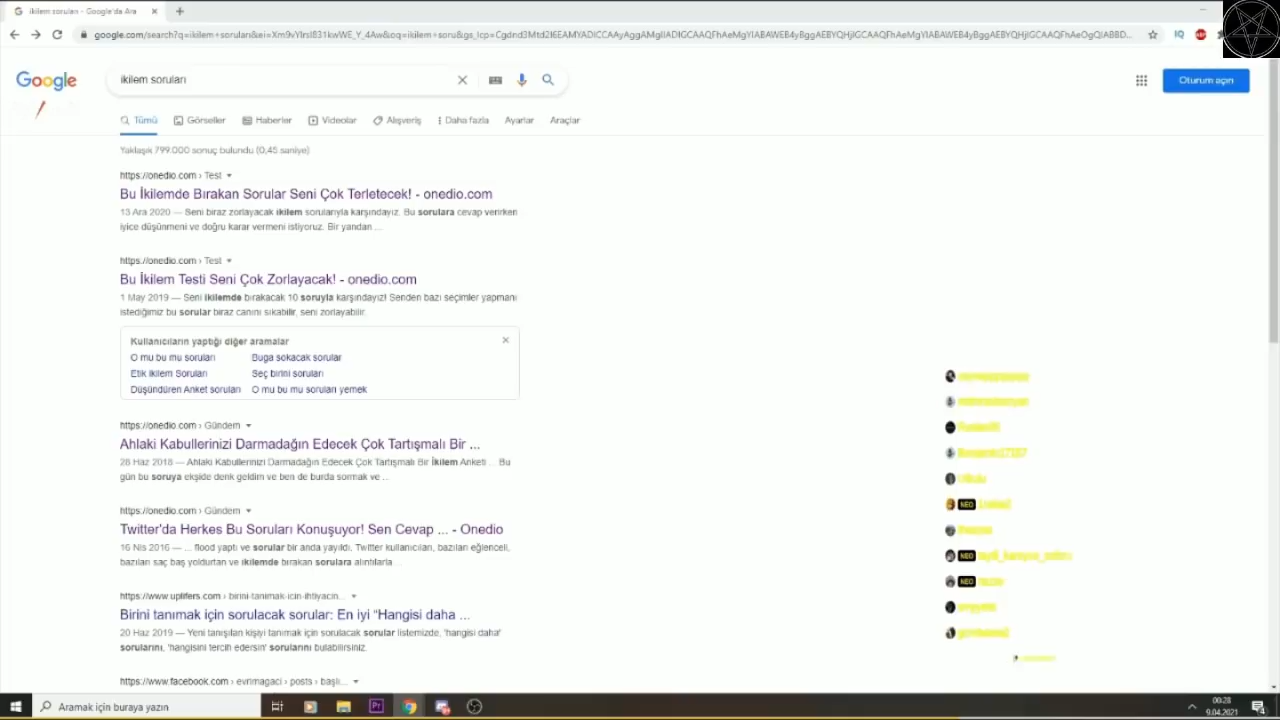 ikilem soruları - Google'da Ara
google.com/search?q=ikilem+soruları
Google
ikilem soruları
Oturum açın
Tümü Görseller Haberler Videolar Alışveriş Daha fazla Ayarlar Araçlar
Yaklaşık 799.000 sonuç bulundu (0,45 saniye)
https://onedio.com › Test
Bu İkilemde Bırakan Sorular Seni Çok Terletecek! - onedio.com
13 Ara 2020 — Seni biraz zorlayacak ikilem sorularıyla karşındayız. Bu sorulara cevap verirken
iyice düşünmeni ve doğru karar vermeni istiyoruz. Bir yandan ...
https://onedio.com › Test
Bu İkilem Testi Seni Çok Zorlayacak! - onedio.com
1 May 2019 — Seni ikilemde bırakacak 10 soruyla karşındayız! Senden bazı seçimler yapmanı
istediğimiz bu sorular biraz canını sıkabilir, seni zorlayabilir.
Kullanıcıların yaptığı diğer aramalar
O mu bu mu soruları Buga sokacak sorular
Etik ikilem Soruları Seç birini soruları
Düşündüren Anket soruları O mu bu mu soruları yemek
https://onedio.com › Gündem
Ahlaki Kabullerinizi Darmadağın Edecek Çok Tartışmalı Bir ...
28 Haz 2018 — Ahlaki Kabullerinizi Darmadağın Edecek Çok Tartışmalı Bir İkilem Anketi ... Bu
gün bu soruya ekşide denk geldim ve ben de burda sormak ve ...
https://onedio.com › Gündem
Twitter'da Herkes Bu Soruları Konuşuyor! Sen Cevap ... - Onedio
16 Nis 2016 — ... flood yaptı ve sorular bir anda yayıldı. Twitter kullanıcıları, bazıları eğlenceli,
bazıları saç baş yoldurtan ve ikilemde bırakan sorulara alıntılarla ...
https://www.uplifers.com › birini-tanimak-icin-ihtiyacin...
Birini tanımak için sorulacak sorular: En iyi “Hangisi daha ...
20 Haz 2019 — Yeni tanışılan kişiyi tanımak için sorulacak sorular listemizde, 'hangisi daha'
sorularını, 'hangisini tercih edersin' sorularını bulabilirsiniz.
https://www.facebook.com › evrimagaci › posts › başlı...
NEO
NEO
NEO
Aramak için buraya yazın
Pr
00:28
9.04.2021
4